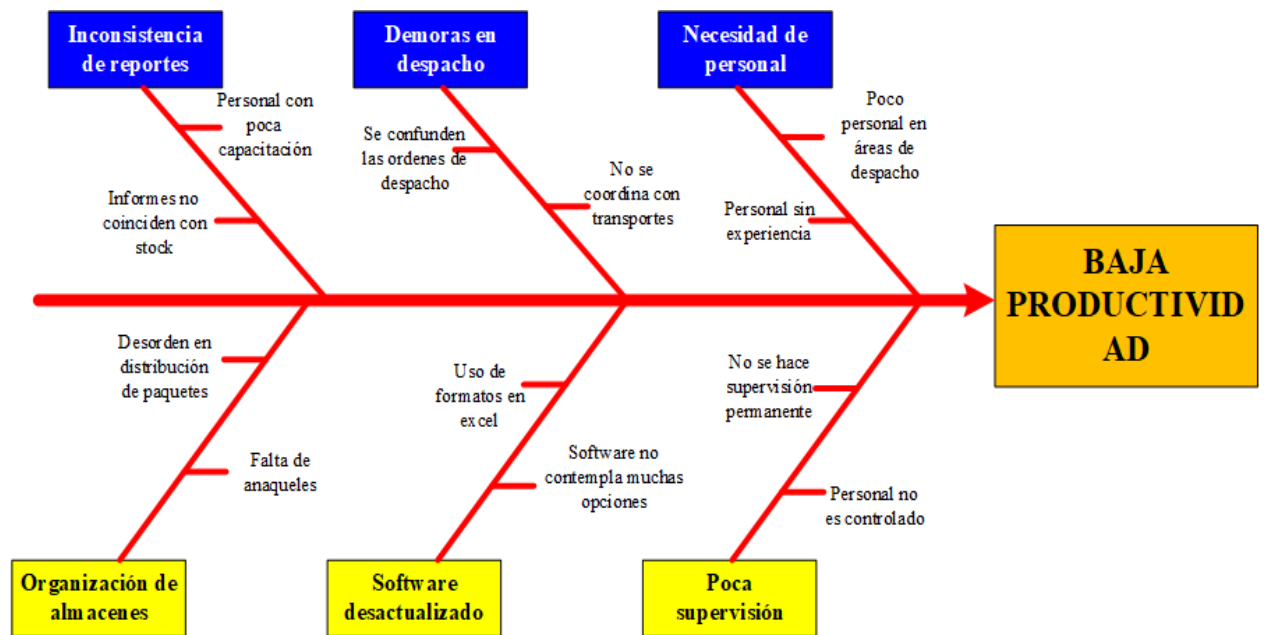 Inconsistencia
de reportes
Demoras en
despacho
Necesidad de
personal
Personal con
poca
capacitación
Informes no
coinciden con
stock
Se confunden
las ordenes de
despacho
No se
coordina con
transportes
Poco
personal en
áreas de
despacho
Personal sin
experiencia
BAJA
PRODUCTIVID
AD
Desorden en
distribución
de paquetes
Falta de
anaqueles
Uso de
formatos en
excel
Software no
contempla muchas
opciones
No se hace
supervisión
permanente
Personal no
es controlado
Organización de
almacenes
Software
desactualizado
Poca
supervisión